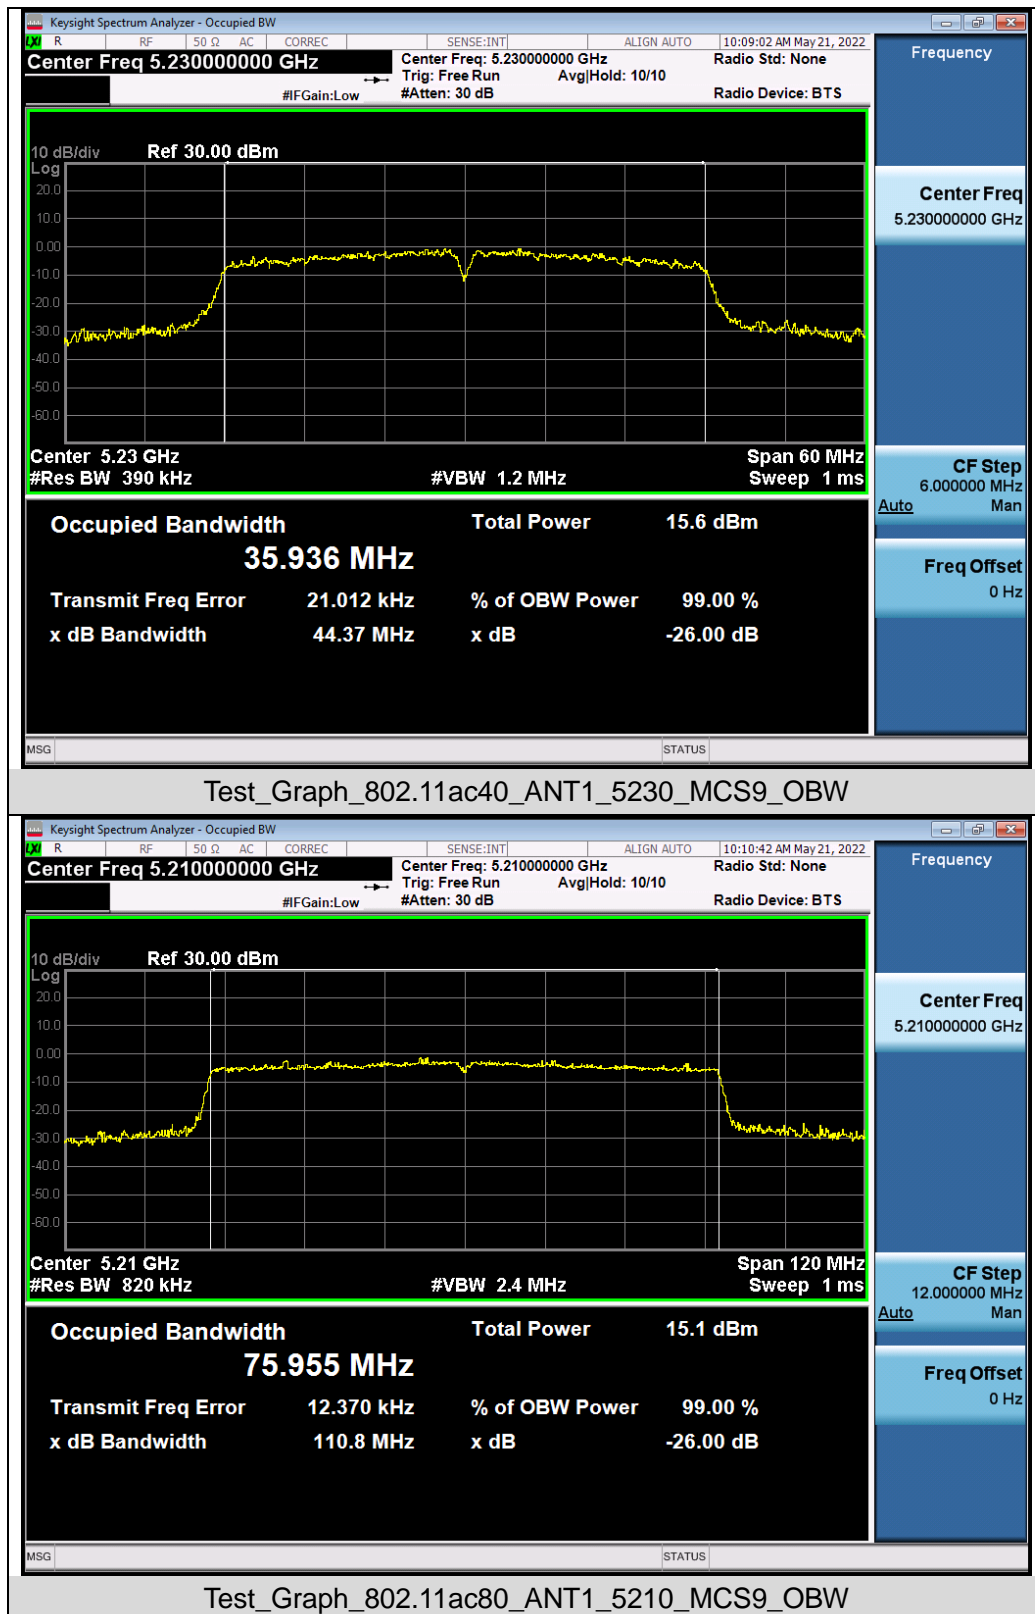 Keysight Spectrum Analyzer - Occupied BW
LXI R RF 50 Ω AC CORREC SENSE:INT ALIGN AUTO 10:09:02 AM May 21, 2022
Center Freq 5.230000000 GHz
Center Freq: 5.230000000 GHz Radio Std: None
Trig: Free Run Avg|Hold: 10/10
#IFGain:Low #Atten: 30 dB Radio Device: BTS
Frequency
10 dB/div Ref 30.00 dBm
Log
20.0
10.0
0.00
-10.0
-20.0
-30.0
-40.0
-50.0
-60.0
Center 5.23 GHz Span 60 MHz
#Res BW 390 kHz #VBW 1.2 MHz Sweep 1 ms
Center Freq
5.230000000 GHz
CF Step
6.000000 MHz
Auto Man
Freq Offset
0 Hz
Occupied Bandwidth Total Power 15.6 dBm
35.936 MHz
Transmit Freq Error 21.012 kHz % of OBW Power 99.00 %
x dB Bandwidth 44.37 MHz x dB -26.00 dB
MSG STATUS
Test_Graph_802.11ac40_ANT1_5230_MCS9_OBW
Keysight Spectrum Analyzer - Occupied BW
LXI R RF 50 Ω AC CORREC SENSE:INT ALIGN AUTO 10:10:42 AM May 21, 2022
Center Freq 5.210000000 GHz
Center Freq: 5.210000000 GHz Radio Std: None
Trig: Free Run Avg|Hold: 10/10
#IFGain:Low #Atten: 30 dB Radio Device: BTS
Frequency
10 dB/div Ref 30.00 dBm
Log
20.0
10.0
0.00
-10.0
-20.0
-30.0
-40.0
-50.0
-60.0
Center 5.21 GHz Span 120 MHz
#Res BW 820 kHz #VBW 2.4 MHz Sweep 1 ms
Center Freq
5.210000000 GHz
CF Step
12.000000 MHz
Auto Man
Freq Offset
0 Hz
Occupied Bandwidth Total Power 15.1 dBm
75.955 MHz
Transmit Freq Error 12.370 kHz % of OBW Power 99.00 %
x dB Bandwidth 110.8 MHz x dB -26.00 dB
MSG STATUS
Test_Graph_802.11ac80_ANT1_5210_MCS9_OBW